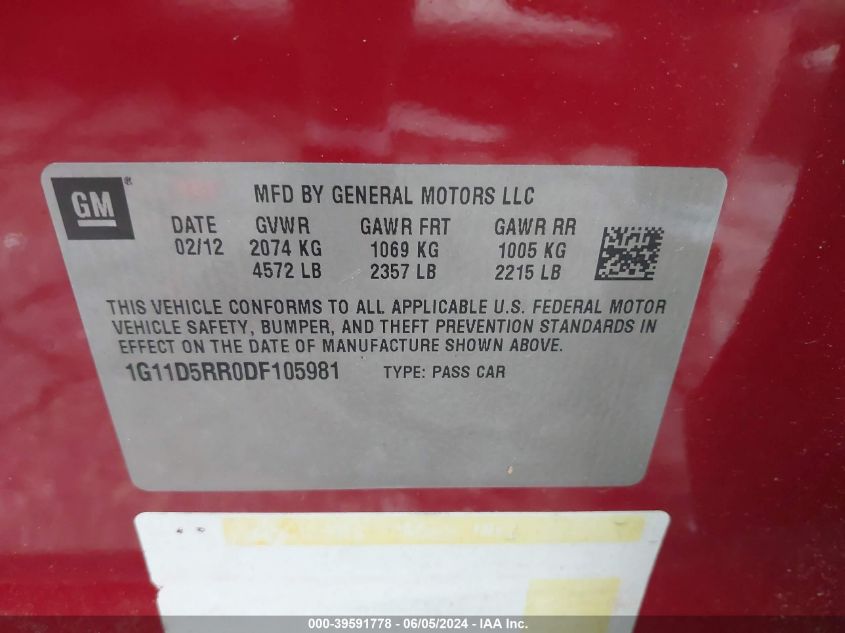 GM®
MFD BY GENERAL MOTORS LLC
DATE GVWR GAWR FRT GAWR RR
02/12 2074 KG 1069 KG 1005 KG
4572 LB 2357 LB 2215 LB
THIS VEHICLE CONFORMS TO ALL APPLICABLE U.S. FEDERAL MOTOR
VEHICLE SAFETY, BUMPER, AND THEFT PREVENTION STANDARDS IN
EFFECT ON THE DATE OF MANUFACTURE SHOWN ABOVE.
1G11D5RR0DF105981 TYPE: PASS CAR
000-39591778 - 06/05/2024 - IAA Inc.